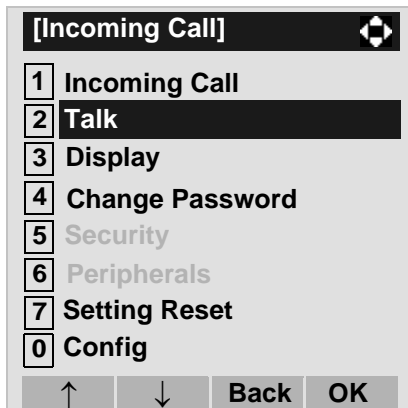 [Incoming Call]
1 Incoming Call
2 Talk
3 Display
4 Change Password
5 Security
6 Peripherals
7 Setting Reset
0 Config
↑ ↓ Back OK